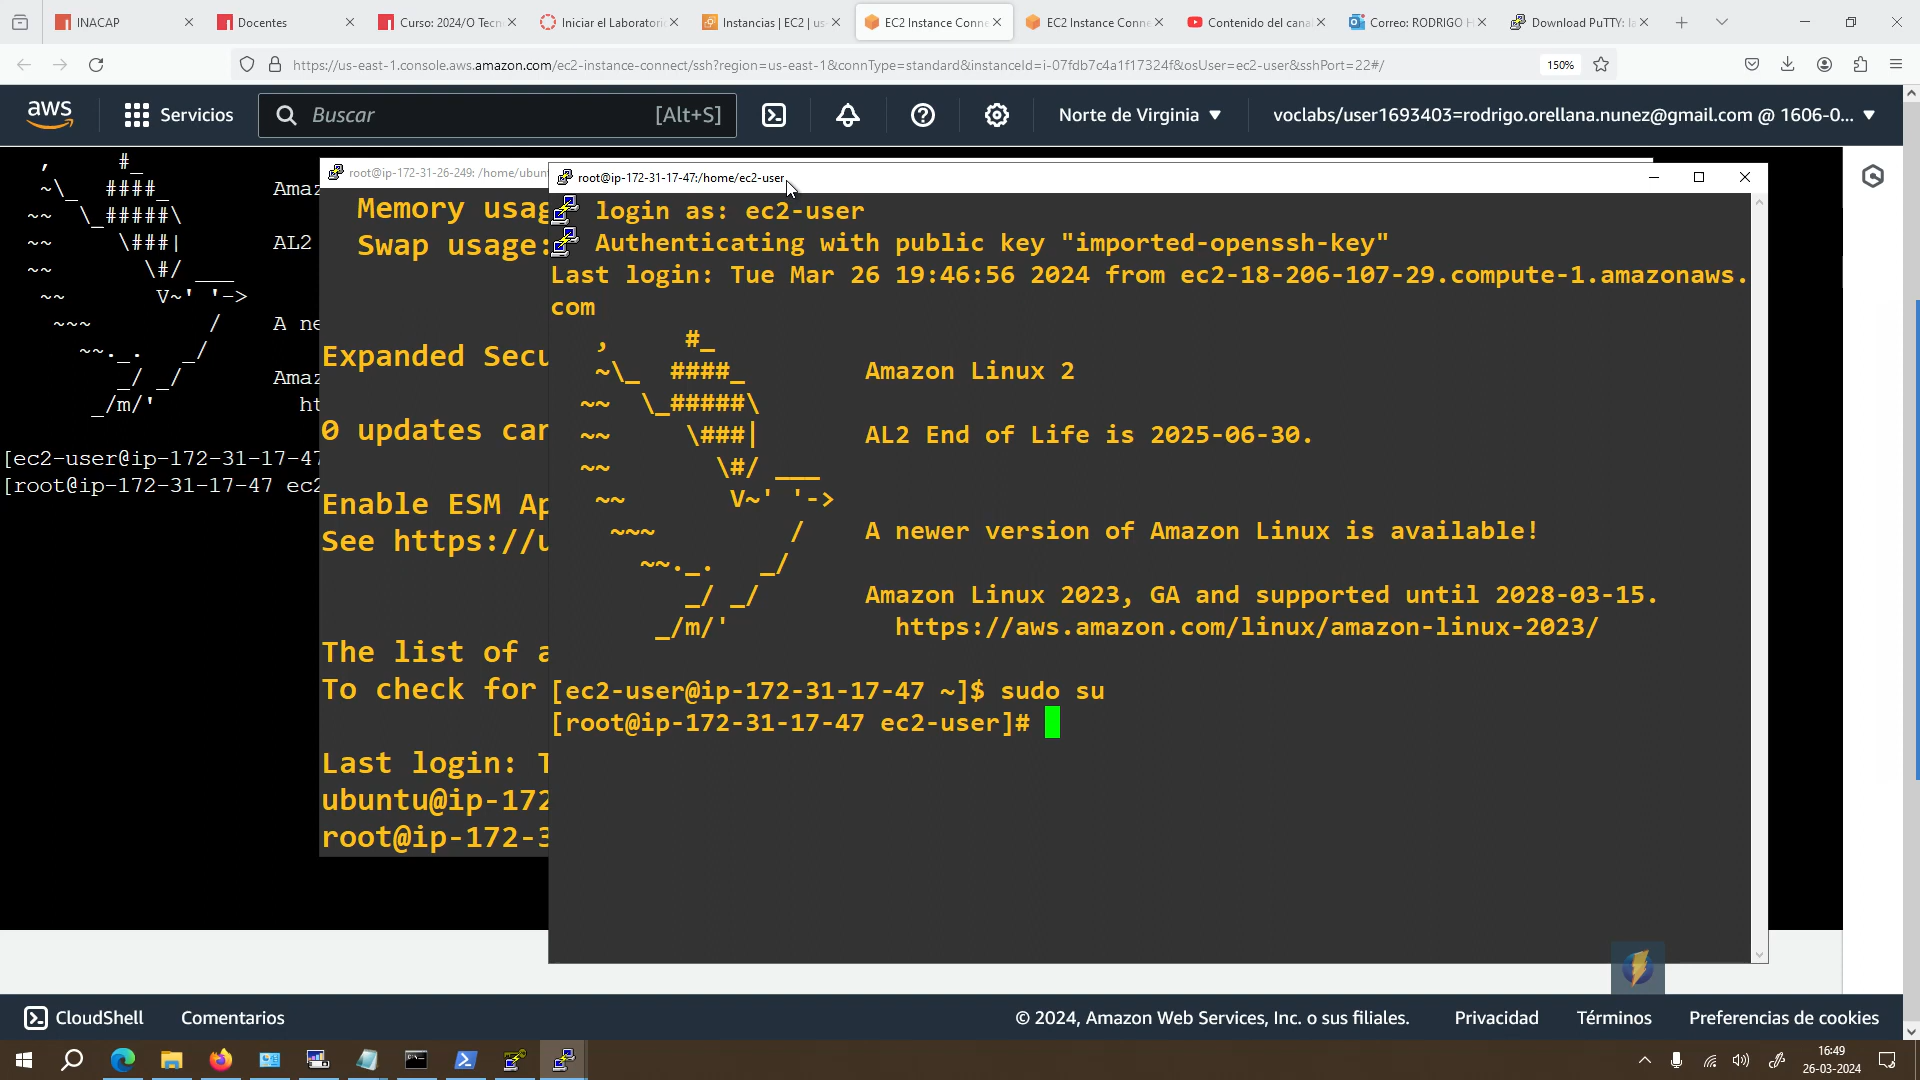 INACAP
Docentes
Curso: 2024/O Tecn
Iniciar el Laboratori
Instancias | EC2 | us-
EC2 Instance Conne
EC2 Instance Conne
Contenido del cana
Correo: RODRIGO H
Download PuTTY: la
https://us-east-1.console.aws.amazon.com/ec2-instance-connect/ssh?region=us-east-1&connType=standard&instanceId=i-07fdb7c4a1f17324f&osUser=ec2-user&sshPort=22#/
150%
aws
Servicios
Buscar
[Alt+S]
Norte de Virginia
voclabs/user1693403=rodrigo.orellana.nunez@gmail.com @ 1606-0...
,      #_
~\_  ####_        Amaz
~~  \_#####\
~~     \###|       AL2
~~       \#/ ___
~~       V~' '->
~~~         /    A ne
~~._.   _/
_/ _/       Amaz
_/m/'           ht
[ec2-user@ip-172-31-17-47
[root@ip-172-31-17-47 ec2
root@ip-172-31-26-249: /home/ubun
Memory usag
Swap usage:
Expanded Secu
0 updates can
Enable ESM Ap
See https://u
The list of a
To check for
Last login: T
ubuntu@ip-172
root@ip-172-3
root@ip-172-31-17-47:/home/ec2-user
login as: ec2-user
Authenticating with public key "imported-openssh-key"
Last login: Tue Mar 26 19:46:56 2024 from ec2-18-206-107-29.compute-1.amazonaws.
com
,     #_
~\_  ####_        Amazon Linux 2
~~  \_#####\
~~     \###|       AL2 End of Life is 2025-06-30.
~~       \#/ ___
~~       V~' '->
~~~         /    A newer version of Amazon Linux is available!
~~._.   _/
_/ _/       Amazon Linux 2023, GA and supported until 2028-03-15.
_/m/'           https://aws.amazon.com/linux/amazon-linux-2023/
[ec2-user@ip-172-31-17-47 ~]$ sudo su
[root@ip-172-31-17-47 ec2-user]#
CloudShell
Comentarios
© 2024, Amazon Web Services, Inc. o sus filiales.
Privacidad
Términos
Preferencias de cookies
16:49
26-03-2024